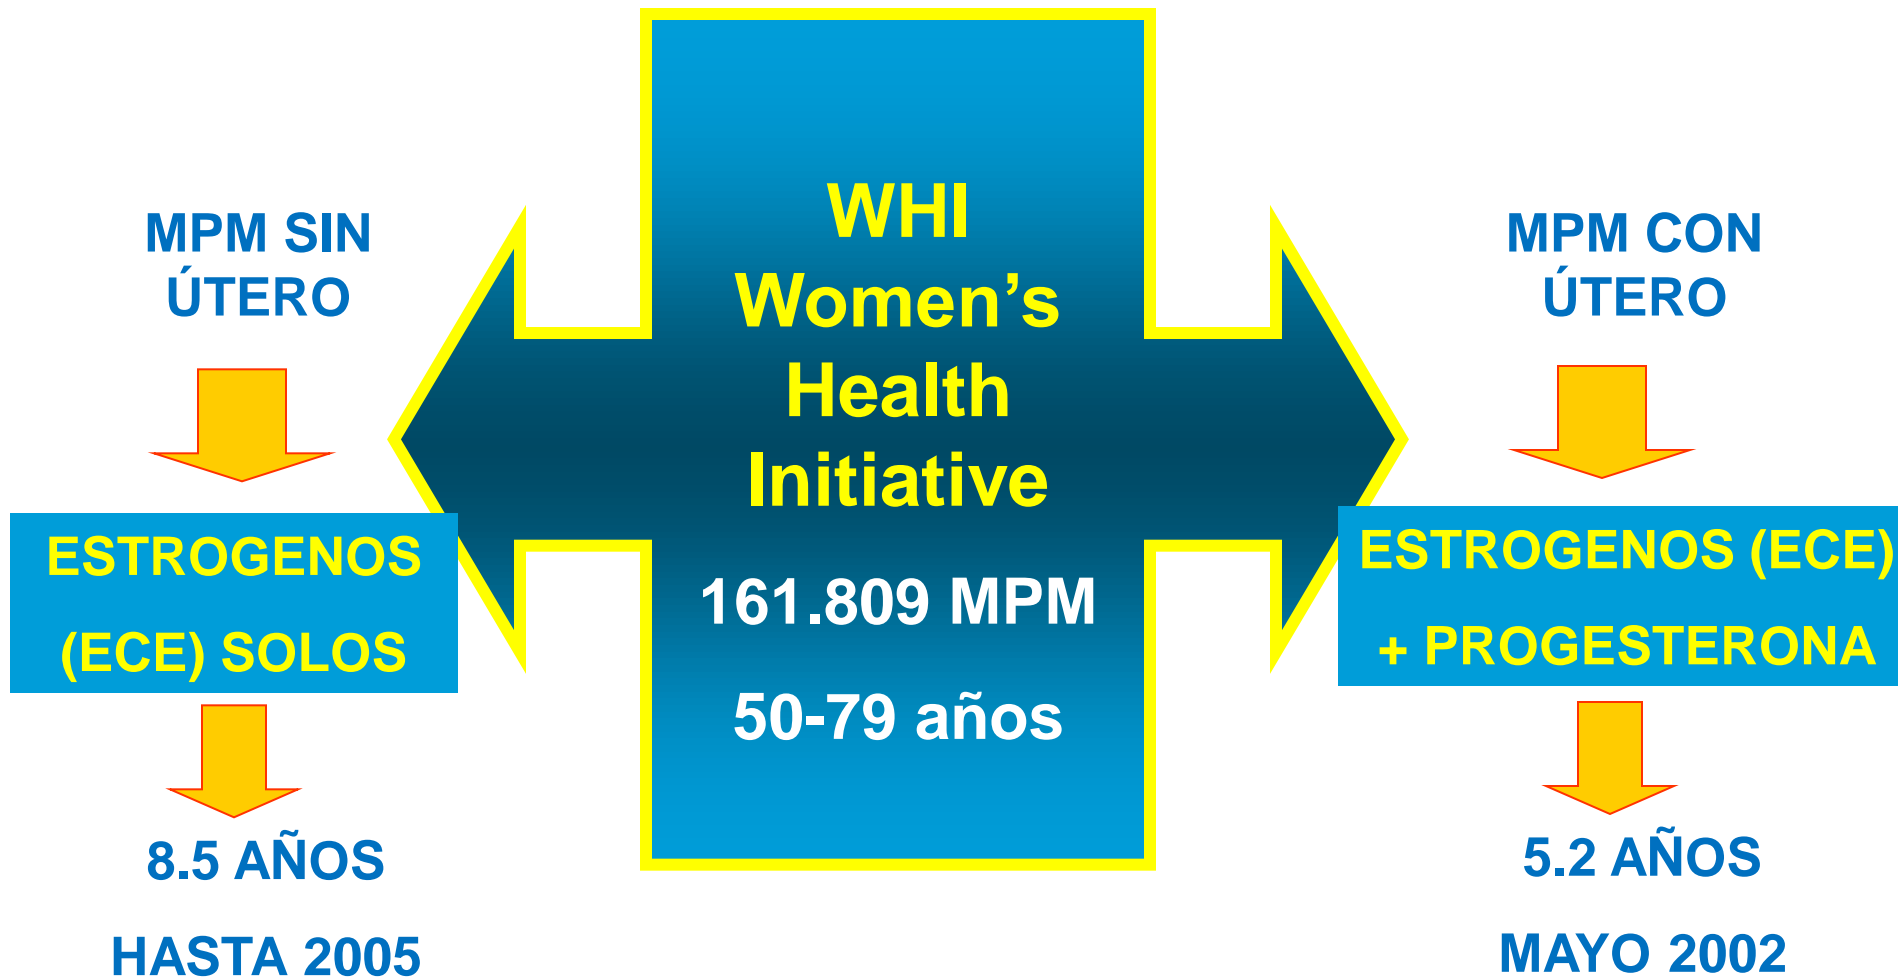 MPM SIN
ÚTERO
ESTROGENOS
(ECE) SOLOS
8.5 AÑOS
HASTA 2005
WHI
Women’s
Health
Initiative
161.809 MPM
50-79 años
MPM CON
ÚTERO
ESTROGENOS (ECE)
+ PROGESTERONA
5.2 AÑOS
MAYO 2002